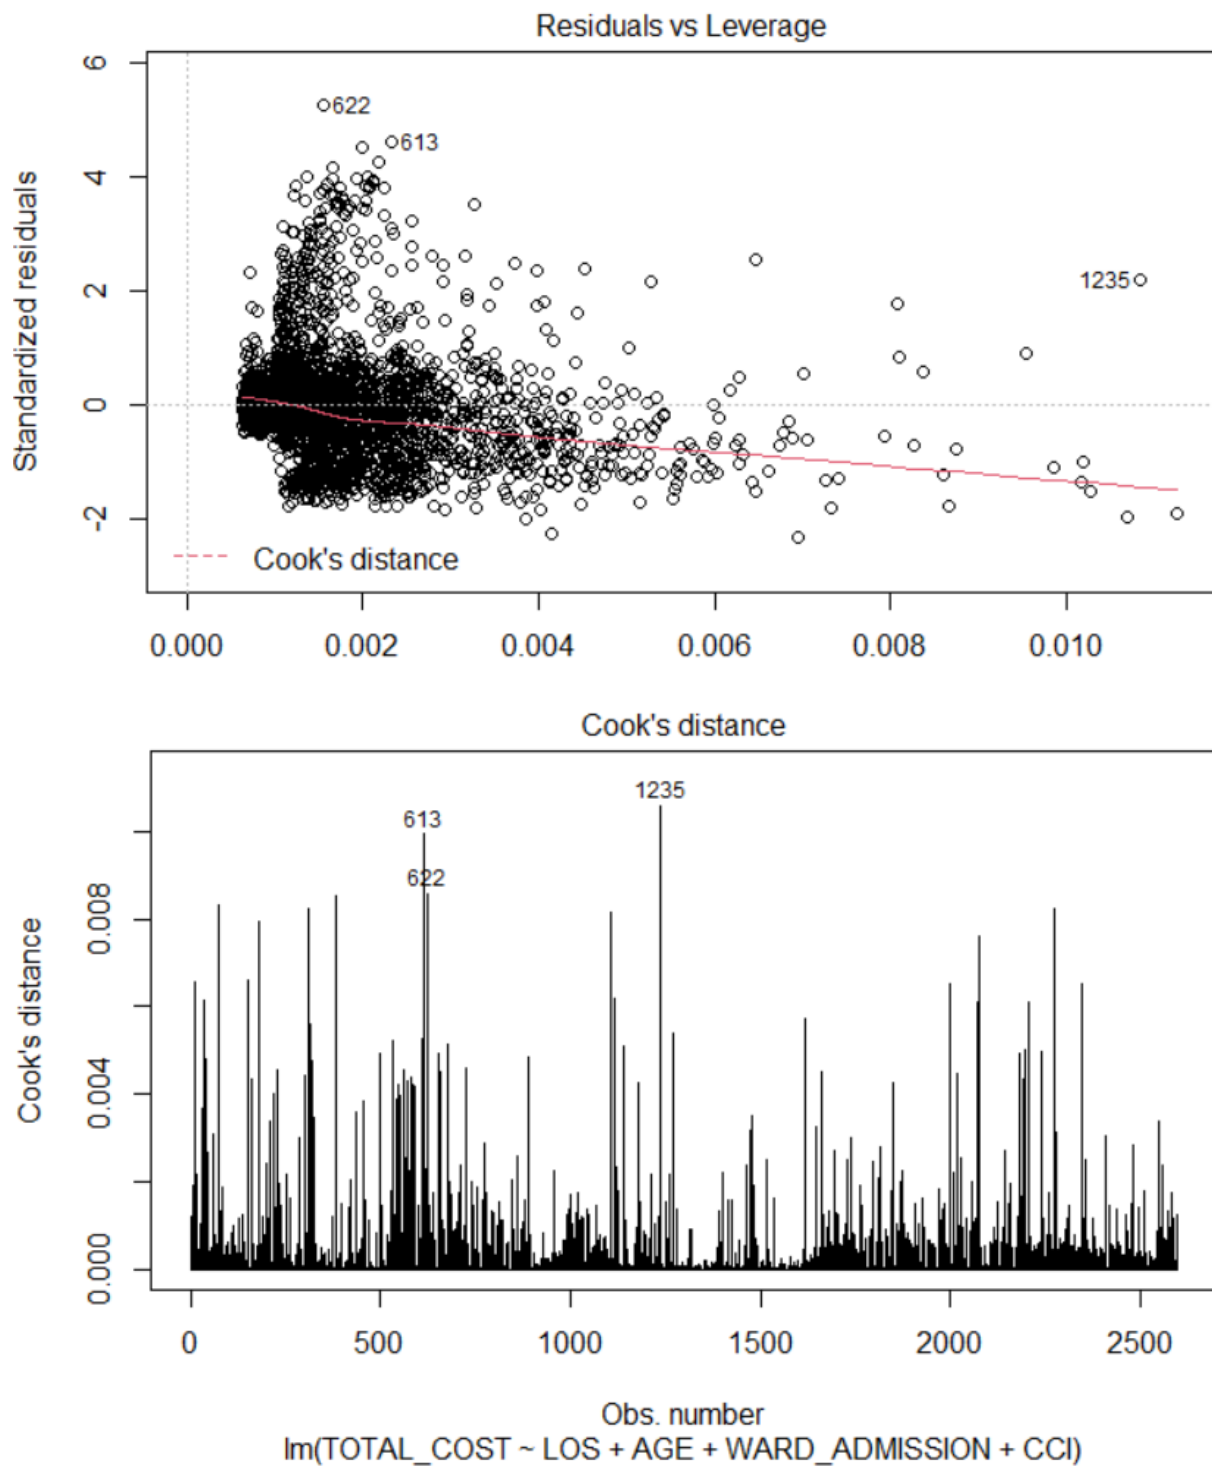 Residuals vs Leverage
Standardized residuals
6
4
2
0
-2
622
613
1235
Cook's distance
0.000 0.002 0.004 0.006 0.008 0.010
Cook's distance
Cook's distance
0.008
0.004
0.000
1235
613
622
0 500 1000 1500 2000 2500
Obs. number
lm(TOTAL_COST ~ LOS + AGE + WARD_ADMISSION + CCI)